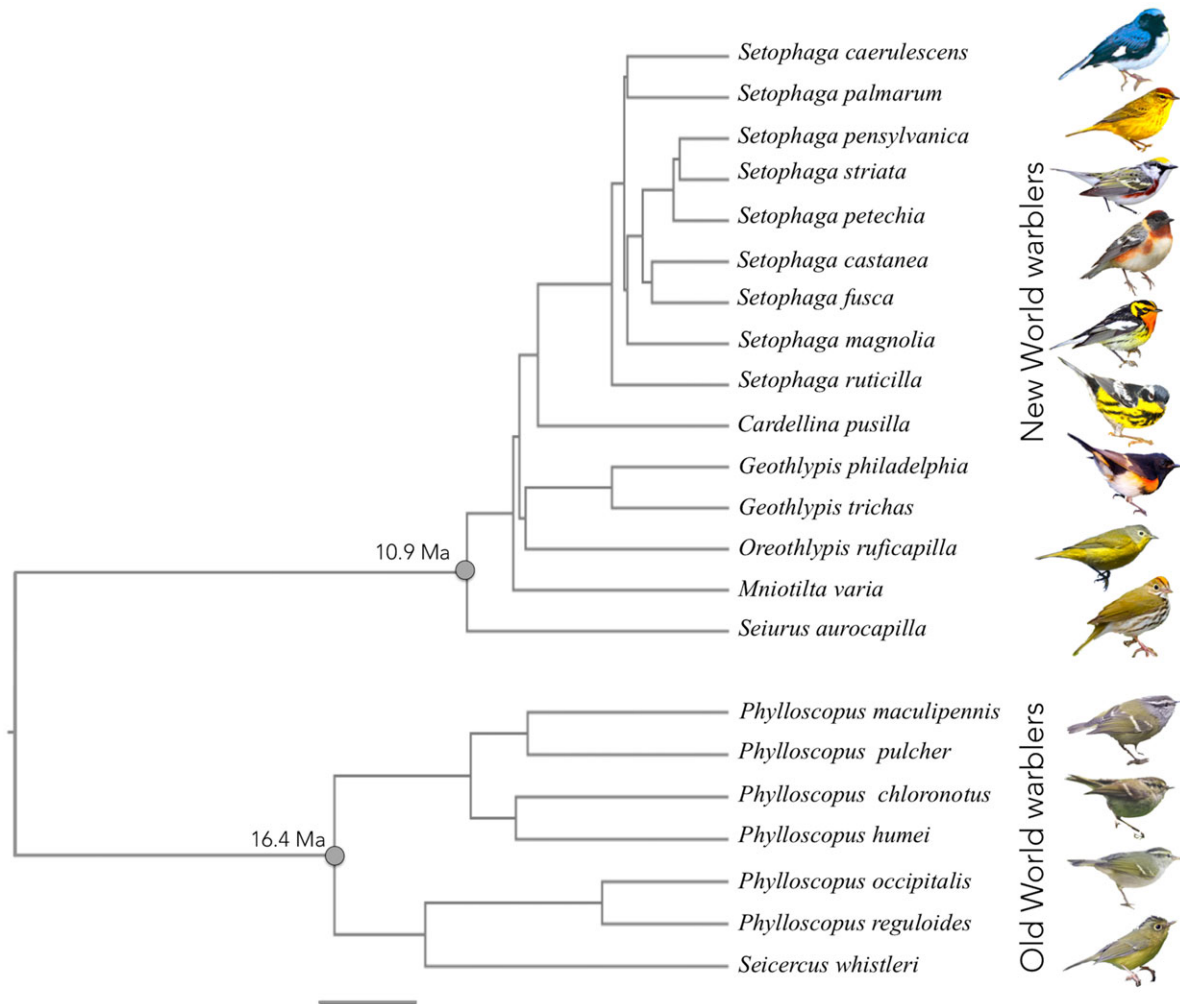 Setophaga caerulescens
Setophaga palmarum
Setophaga pensylvanica
Setophaga striata
Setophaga petechia
Setophaga castanea
Setophaga fusca
Setophaga magnolia
Setophaga ruticilla
Cardellina pusilla
Geothlypis philadelphia
Geothlypis trichas
Oreothlypis ruficapilla
Mniotilta varia
Seiurus aurocapilla
New World warblers
10.9 Ma
Phylloscopus maculipennis
Phylloscopus pulcher
Phylloscopus chloronotus
Phylloscopus humei
Phylloscopus occipitalis
Phylloscopus reguloides
Seicercus whistleri
Old World warblers
16.4 Ma